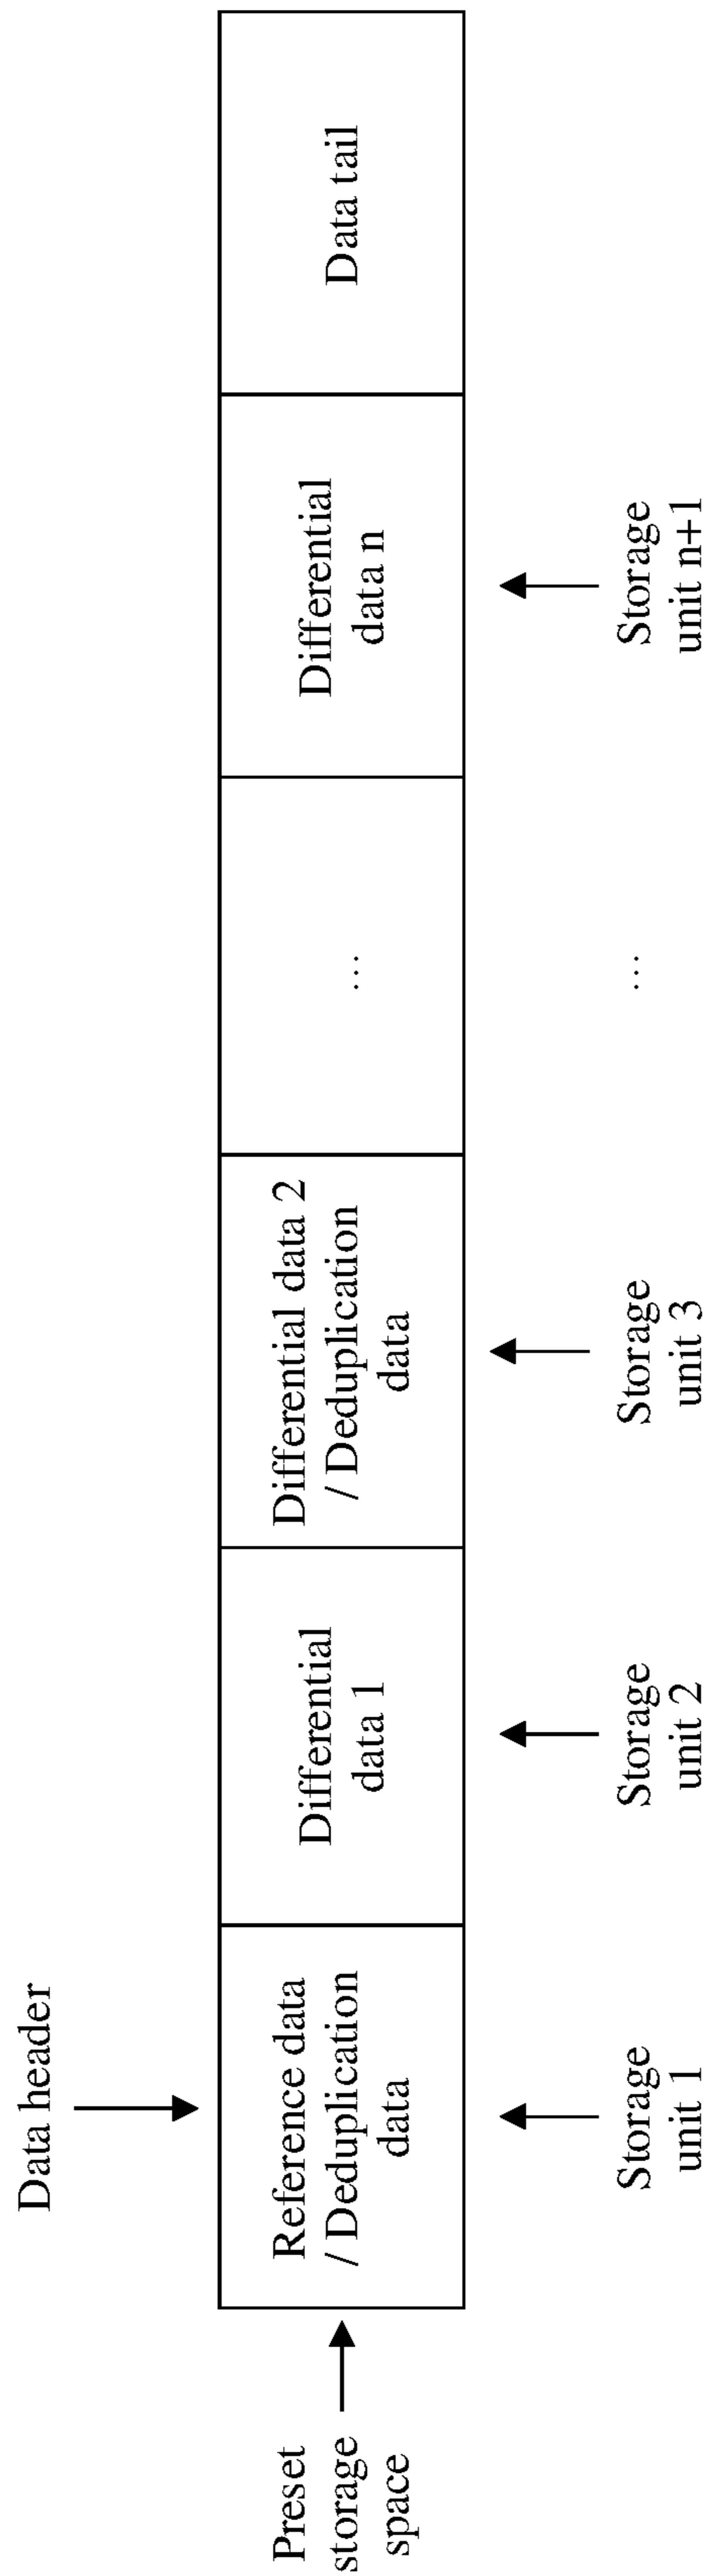 Data header
Preset
storage
space
Reference data
/ Deduplication
data
Differential
data 1
Differential data 2
/ Deduplication
data
...
Differential
data n
Data tail
Storage
unit 1
Storage
unit 2
Storage
unit 3
...
Storage
unit n+1